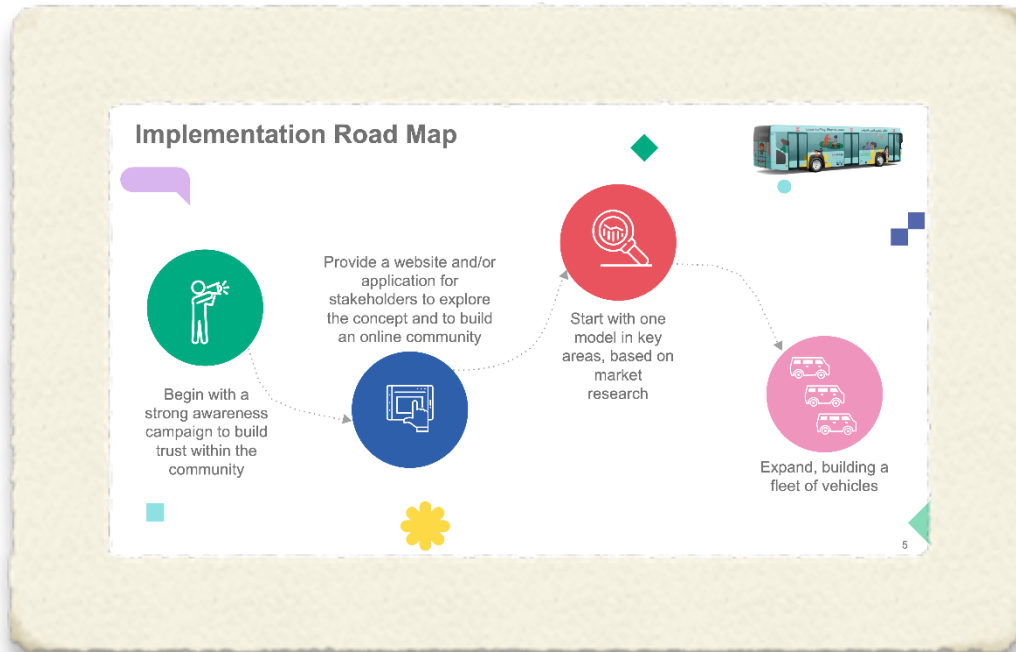 Implementation Road Map
Begin with a
strong awareness
campaign to build
trust within the
community
Provide a website and/or
application for
stakeholders to explore
the concept and to build
an online community
Start with one
model in key
areas, based on
market
research
Expand, building a
fleet of vehicles
5